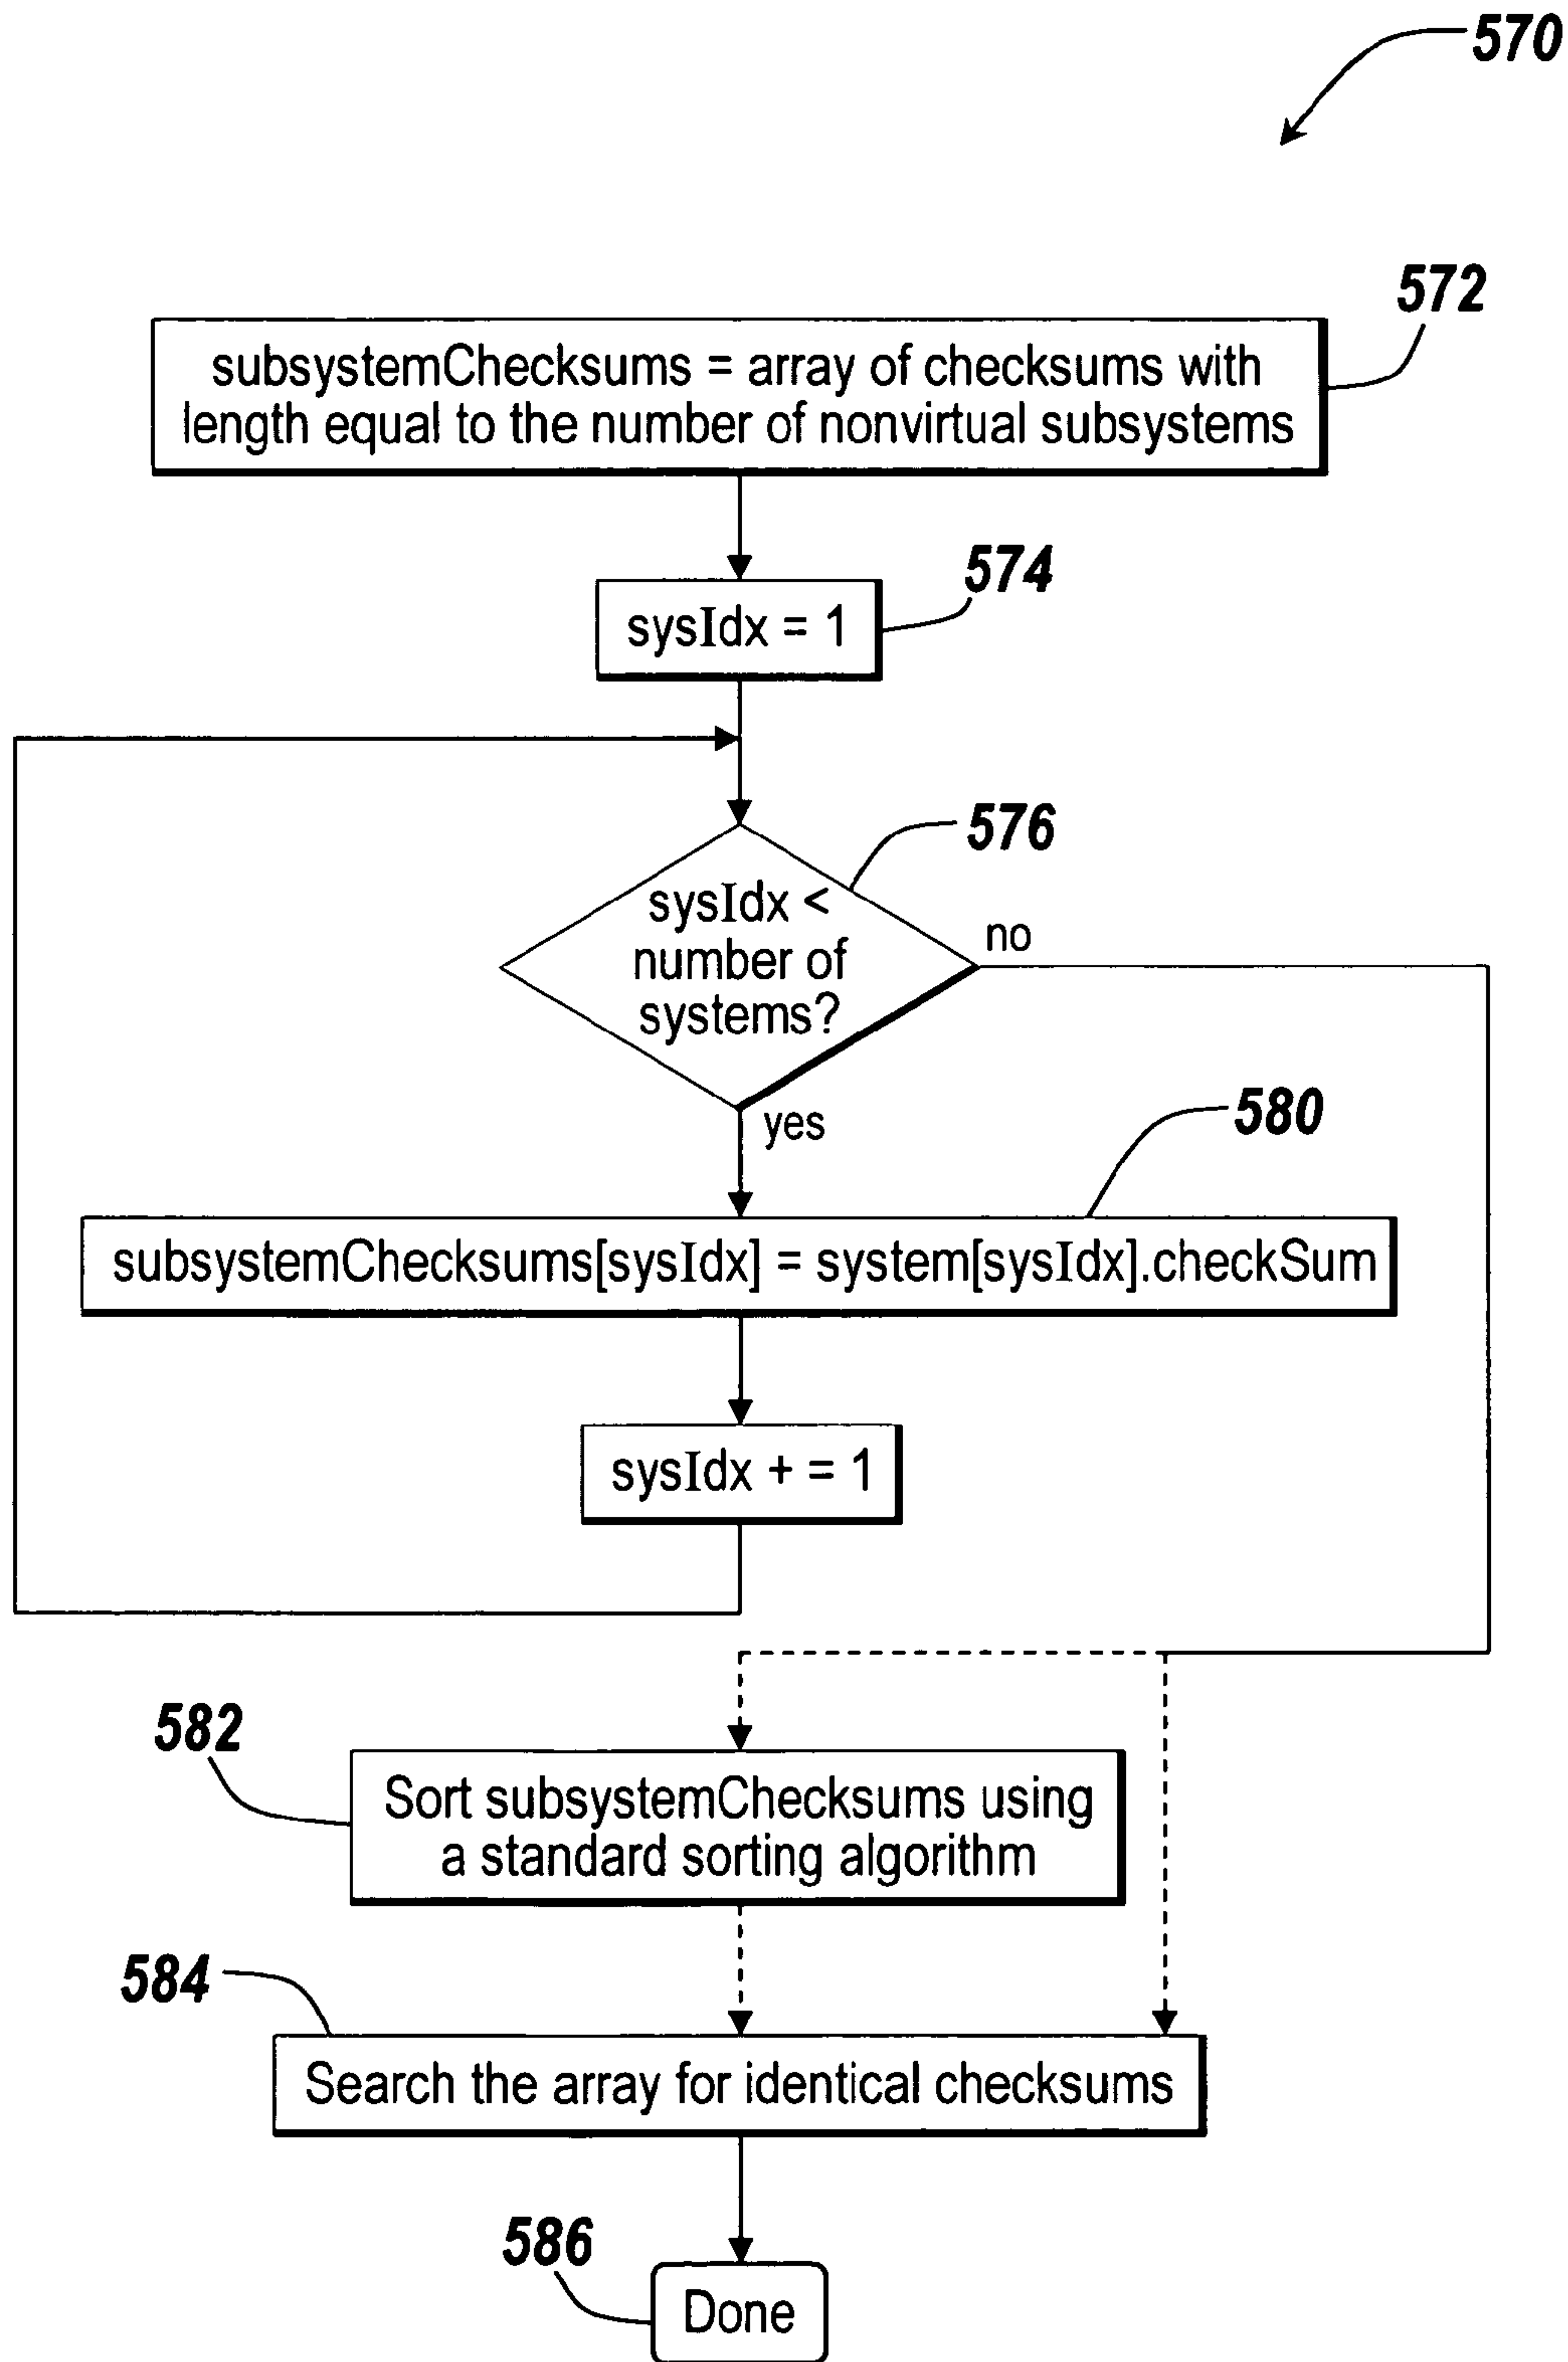 570
572
subsystemChecksums = array of checksums with
length equal to the number of nonvirtual subsystems
574
sysIdx = 1
576
sysIdx <
number of
systems?
no
yes
580
subsystemChecksums[sysIdx] = system[sysIdx].checkSum
sysIdx + = 1
582
Sort subsystemChecksums using
a standard sorting algorithm
584
Search the array for identical checksums
586
Done